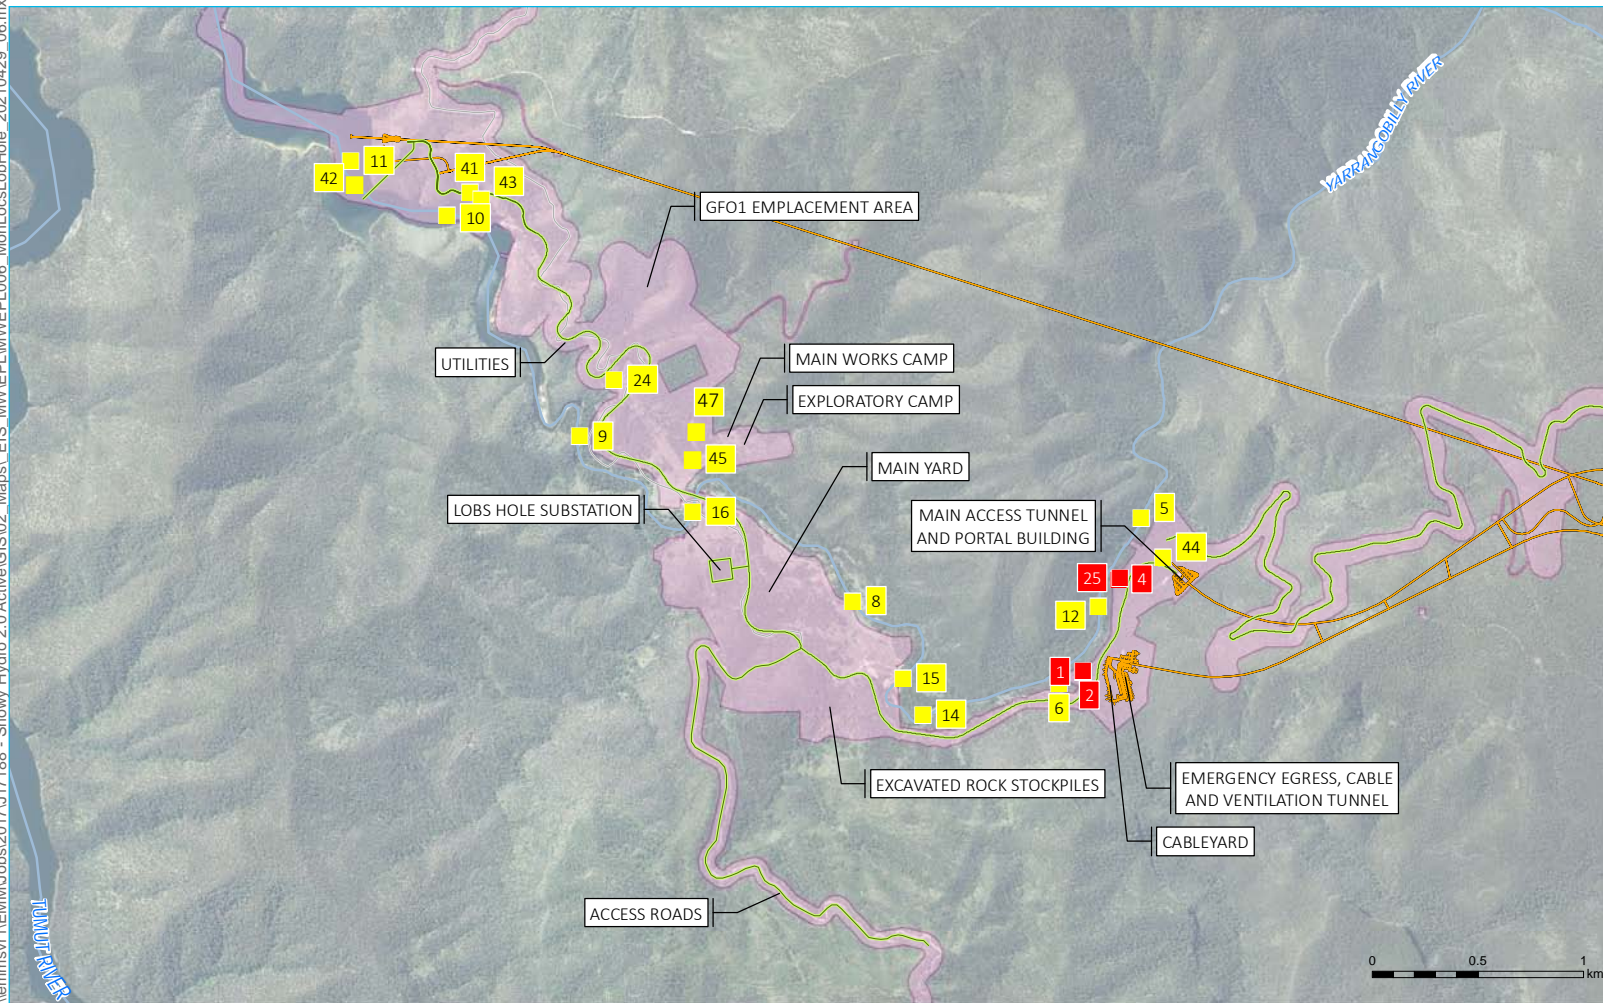 YARRANGOBILLY RIVER
11
41
42
43
10
GFO1 EMPLACEMENT AREA
UTILITIES
MAIN WORKS CAMP
24
47
EXPLORATORY CAMP
9
45
MAIN YARD
LOBS HOLE SUBSTATION
16
5
MAIN ACCESS TUNNEL
AND PORTAL BUILDING
44
25
4
8
12
1
15
2
6
14
EXCAVATED ROCK STOCKPILES
EMERGENCY EGRESS, CABLE
AND VENTILATION TUNNEL
CABLEYARD
ACCESS ROADS
TUMUT RIVER
0 0.5 1
km